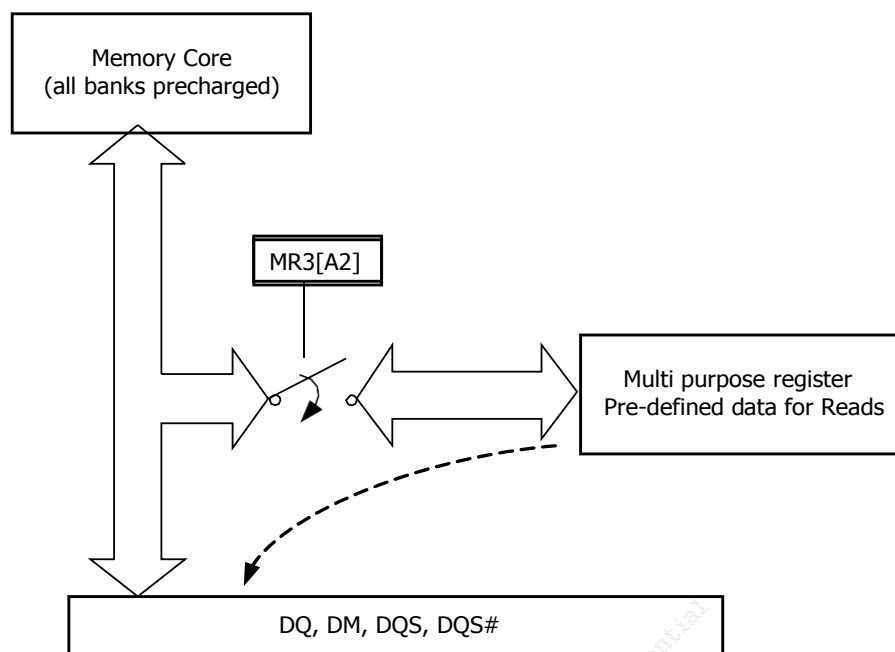 Memory Core
(all banks precharged)
MR3[A2]
Multi purpose register
Pre-defined data for Reads
DQ, DM, DQS, DQS#